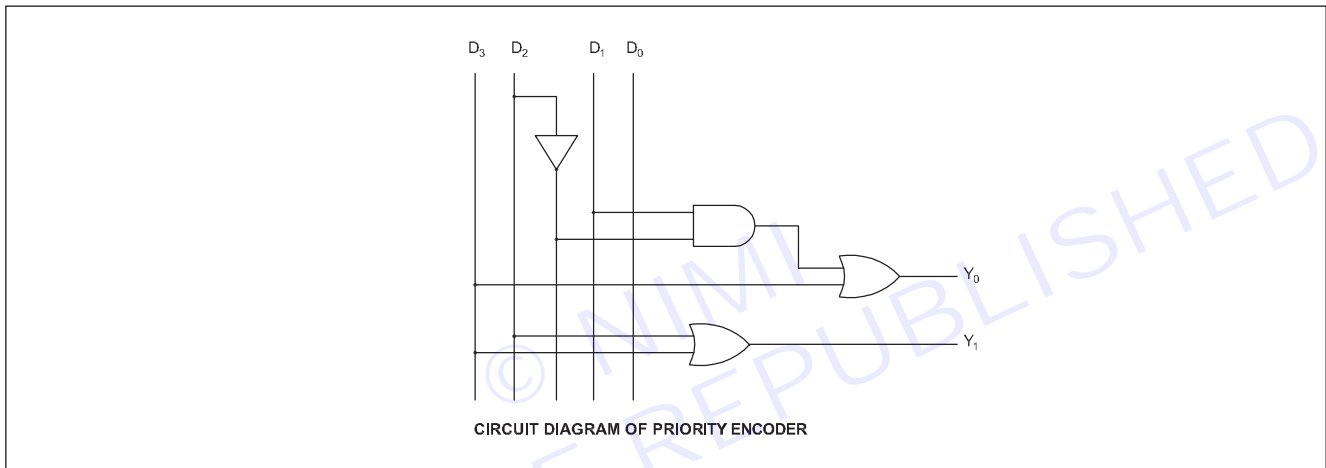 D₃ D₂ D₁ D₀
Y₀
Y₁
CIRCUIT DIAGRAM OF PRIORITY ENCODER
© NIMI
E REPUBLISHED